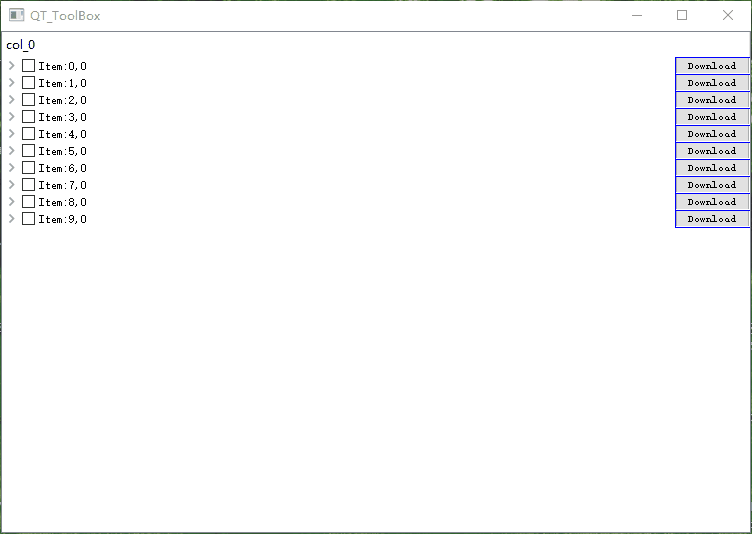 QT_ToolBox
col_0
Item:0,0 Download
Item:1,0 Download
Item:2,0 Download
Item:3,0 Download
Item:4,0 Download
Item:5,0 Download
Item:6,0 Download
Item:7,0 Download
Item:8,0 Download
Item:9,0 Download